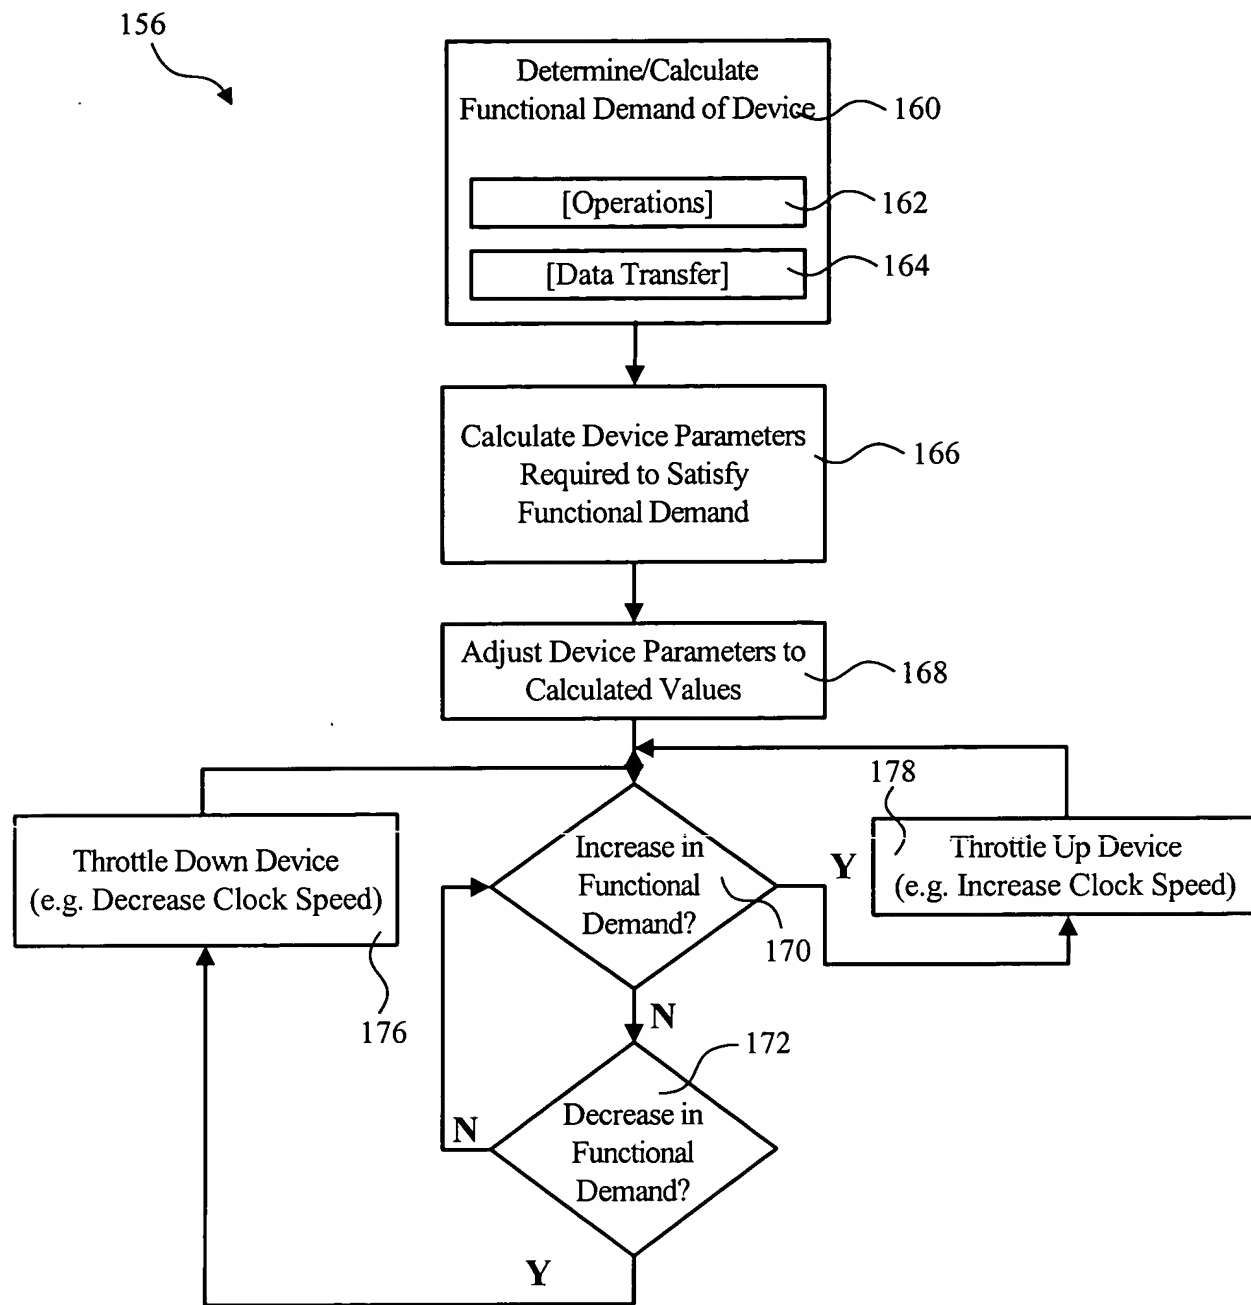 156
Determine/Calculate
Functional Demand of Device
160
[Operations]
162
[Data Transfer]
164
Calculate Device Parameters
Required to Satisfy
Functional Demand
166
Adjust Device Parameters to
Calculated Values
168
178
Throttle Down Device
(e.g. Decrease Clock Speed)
176
Increase in
Functional
Demand?
170
Y
Throttle Up Device
(e.g. Increase Clock Speed)
N
172
Decrease in
Functional
Demand?
N
Y